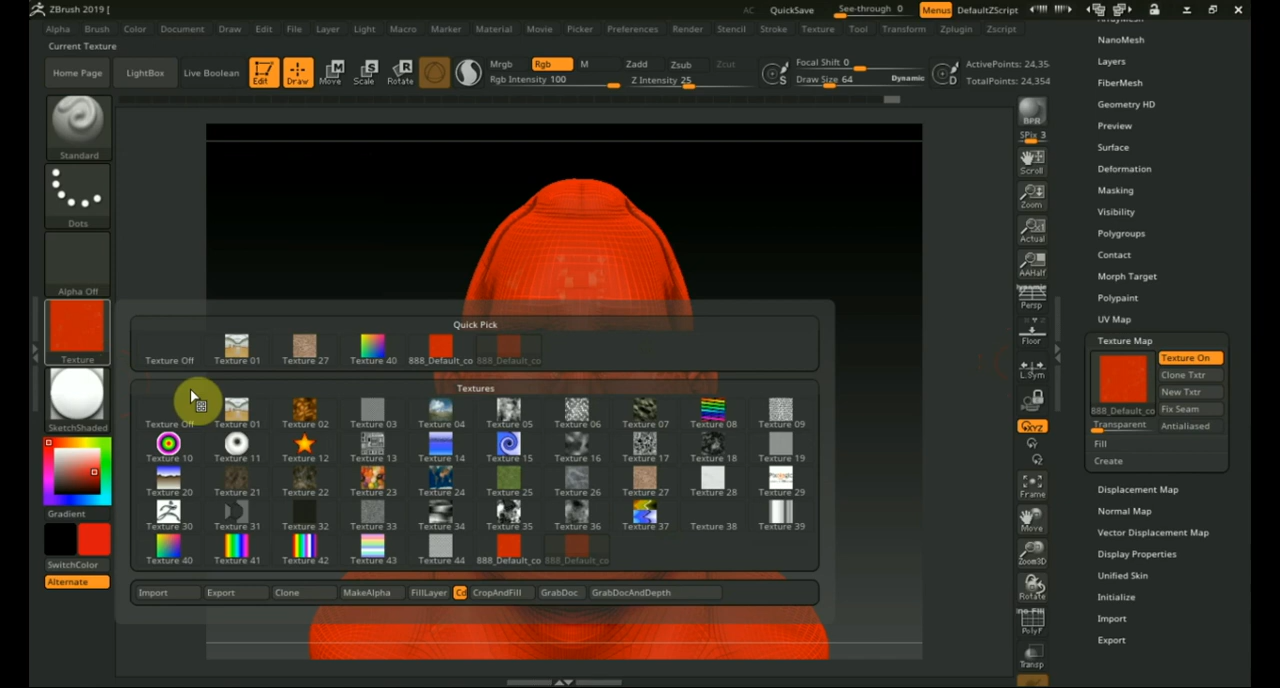 ZBrush 2019 [
AC QuickSave See-through 0 Menus DefaultZScript
Alpha Brush Color Document Draw Edit File Layer Light Macro Marker Material Movie Picker Preferences Render Stencil Stroke Texture Tool Transform Zplugin Zscript
Current Texture
Home Page LightBox Live Boolean Edit Draw Move Scale Rotate
Mrgb Rgb M Zadd Zsub Zcut
Rgb Intensity 100 Z Intensity 25
Focal Shift 0
Draw Size 64 Dynamic
ActivePoints: 24,35
TotalPoints: 24,354
Standard
Dots
Alpha Off
Texture
SketchShaded
Gradient
SwitchColor
Alternate
Quick Pick
Texture Off Texture 01 Texture 27 Texture 40 888_Default_co 888_Default_co
Textures
Texture Off Texture 01 Texture 02 Texture 03 Texture 04 Texture 05 Texture 06 Texture 07 Texture 08 Texture 09
Texture 10 Texture 11 Texture 12 Texture 13 Texture 14 Texture 15 Texture 16 Texture 17 Texture 18 Texture 19
Texture 20 Texture 21 Texture 22 Texture 23 Texture 24 Texture 25 Texture 26 Texture 27 Texture 28 Texture 29
Texture 30 Texture 31 Texture 32 Texture 33 Texture 34 Texture 35 Texture 36 Texture 37 Texture 38 Texture 39
Texture 40 Texture 41 Texture 42 Texture 43 Texture 44 888_Default_co 888_Default_co
Import Export Clone MakeAlpha FillLayer Cd CropAndFill GrabDoc GrabDocAndDepth
BPR
SPix 3
Scroll
Zoom
Actual
AAHalf
Dynamic
Persp
Floor
L.Sym
XYZ
Frame
Move
Zoom3D
Rotate
PolyF
Transp
ArrayMesh
NanoMesh
Layers
FiberMesh
Geometry HD
Preview
Surface
Deformation
Masking
Visibility
Polygroups
Contact
Morph Target
Polypaint
UV Map
Texture Map
Texture On
Clone Txtr
New Txtr
888_Default_co Fix Seam
Transparent Antialiased
Fill
Create
Displacement Map
Normal Map
Vector Displacement Map
Display Properties
Unified Skin
Initialize
Import
Export